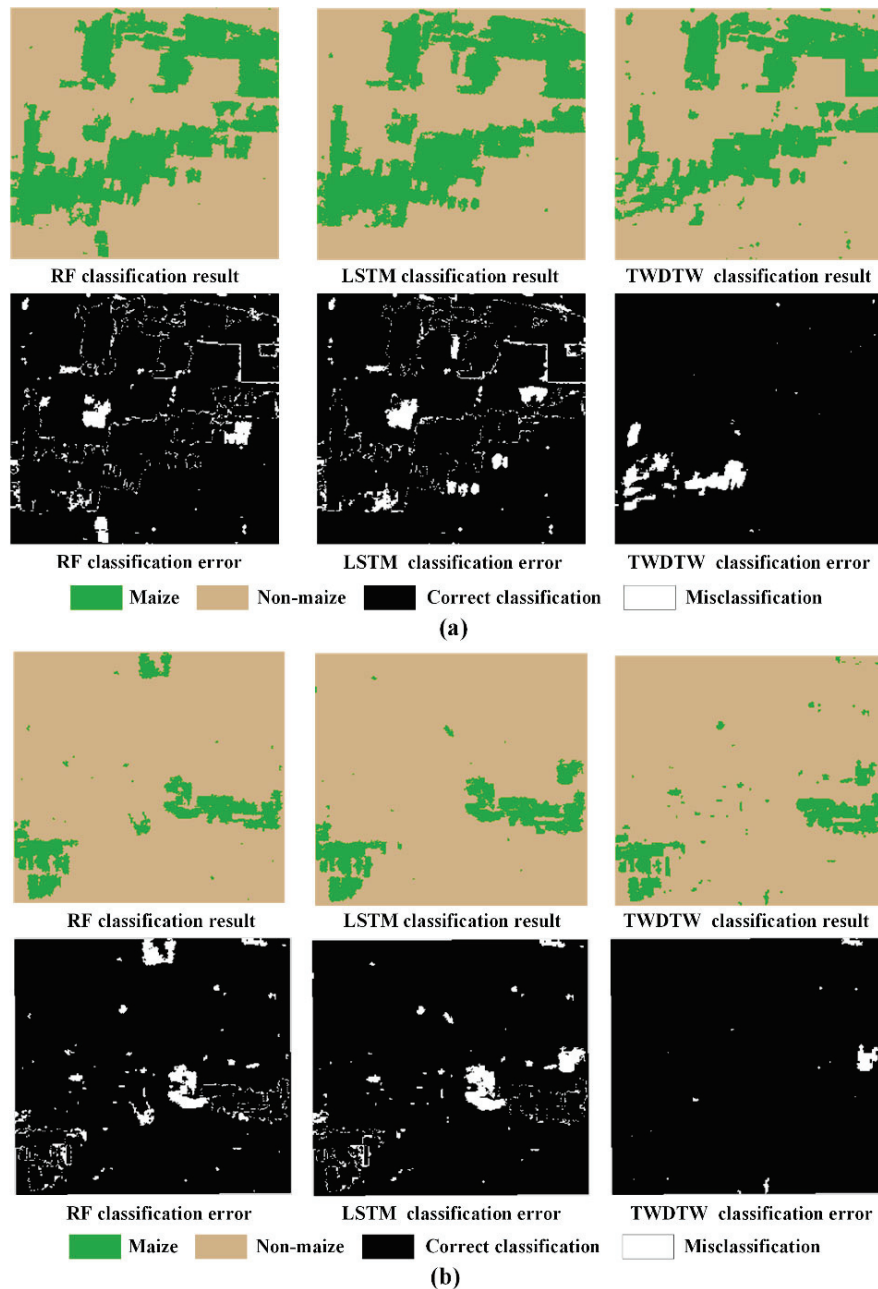 RF classification result LSTM classification result TWDTW classification result
RF classification error LSTM classification error TWDTW classification error
Maize Non-maize Correct classification Misclassification
(a)
RF classification result LSTM classification result TWDTW classification result
RF classification error LSTM classification error TWDTW classification error
Maize Non-maize Correct classification Misclassification
(b)